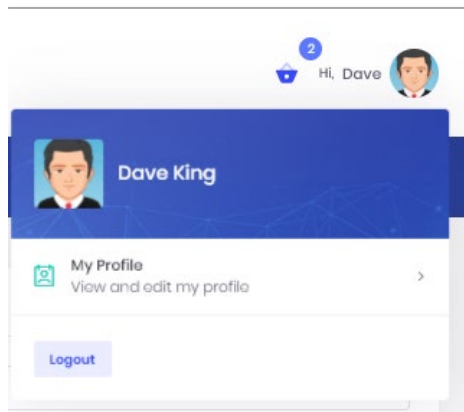 2
Hi, Dave
Dave King
My Profile
View and edit my profile
Logout